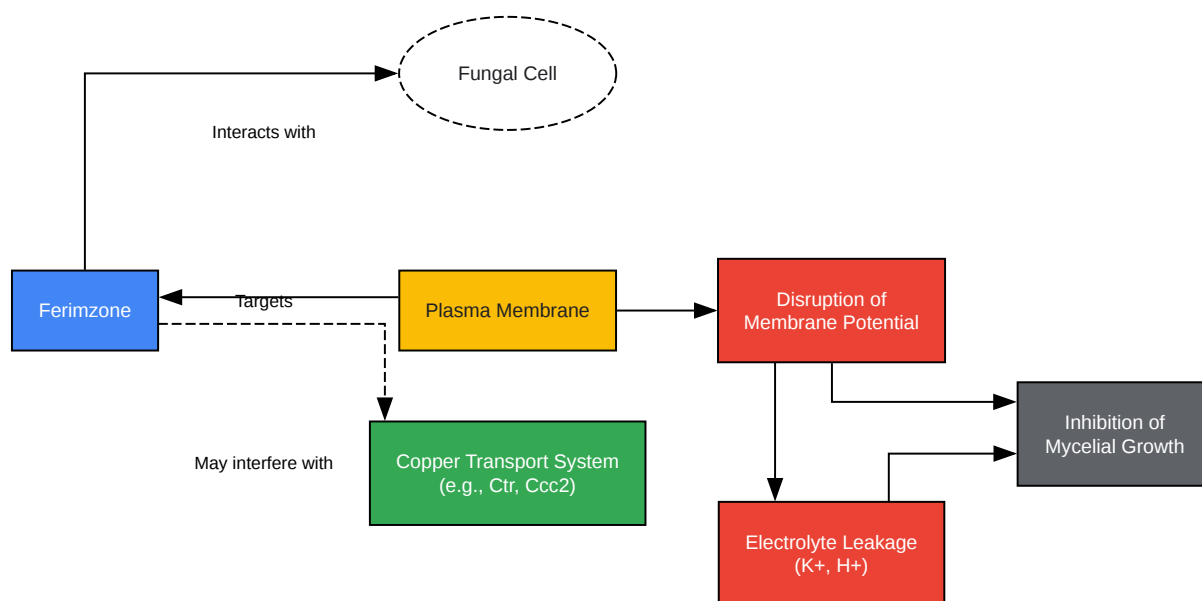 Fungal Cell
Interacts with
Ferimzone
Targets
Plasma Membrane
Disruption of
Membrane Potential
Inhibition of
Mycelial Growth
May interfere with
Copper Transport System
(e.g., Ctr, Ccc2)
Electrolyte Leakage
(K+, H+)